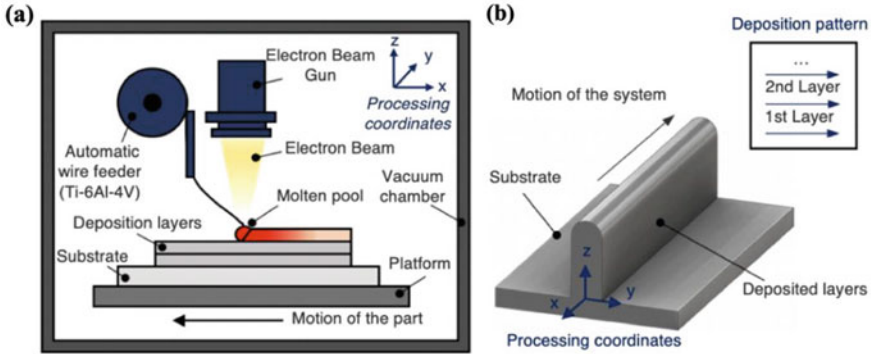 (a)
Electron Beam
Gun
z
y
x
Processing
coordinates
Electron Beam
Automatic
wire feeder
(Ti-6Al-4V)
Vacuum
chamber
Molten pool
Deposition layers
Substrate
Platform
Motion of the part
(b)
Deposition pattern
...
2nd Layer
1st Layer
Motion of the system
Substrate
z
x
y
Deposited layers
Processing coordinates